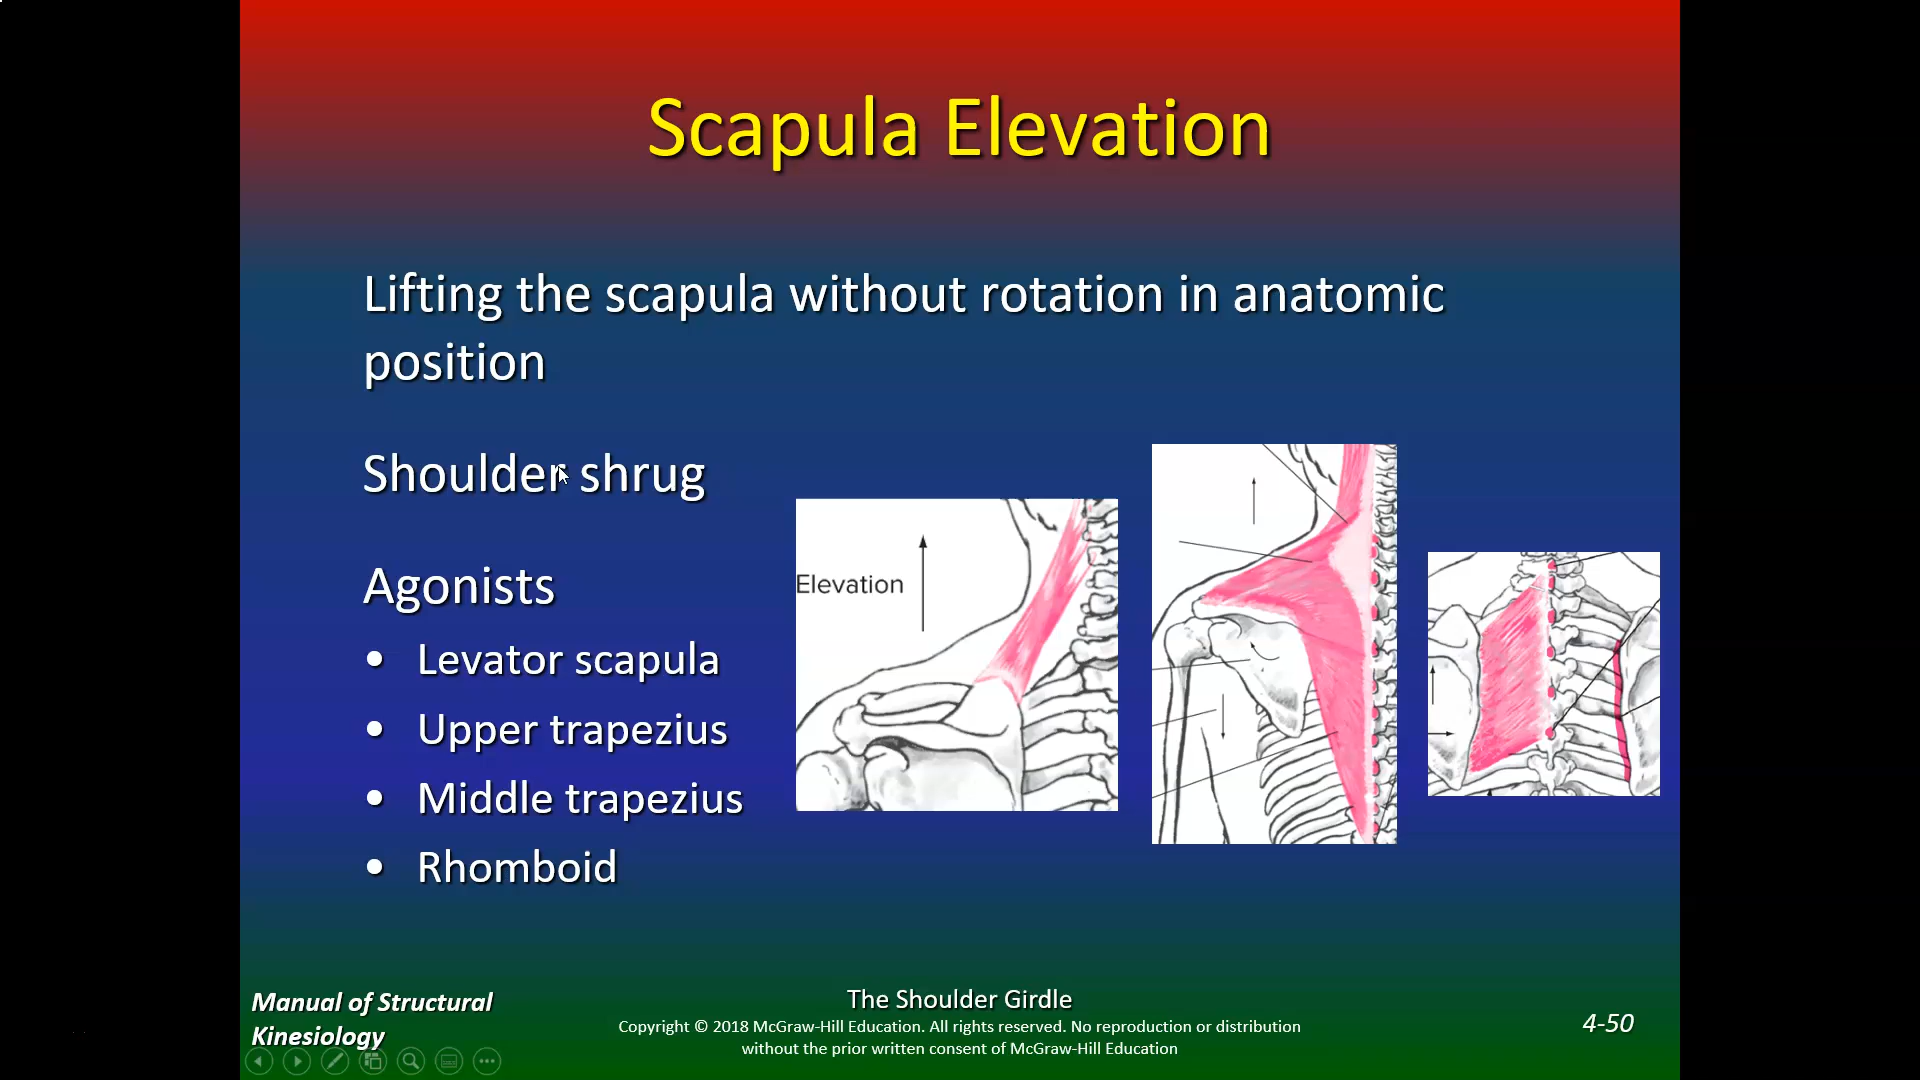 Scapula Elevation
Lifting the scapula without rotation in anatomic
position
Shoulder shrug
Agonists
• Levator scapula
• Upper trapezius
• Middle trapezius
• Rhomboid
Elevation
Manual of Structural
Kinesiology
The Shoulder Girdle
Copyright © 2018 McGraw-Hill Education. All rights reserved. No reproduction or distribution
without the prior written consent of McGraw-Hill Education
4-50